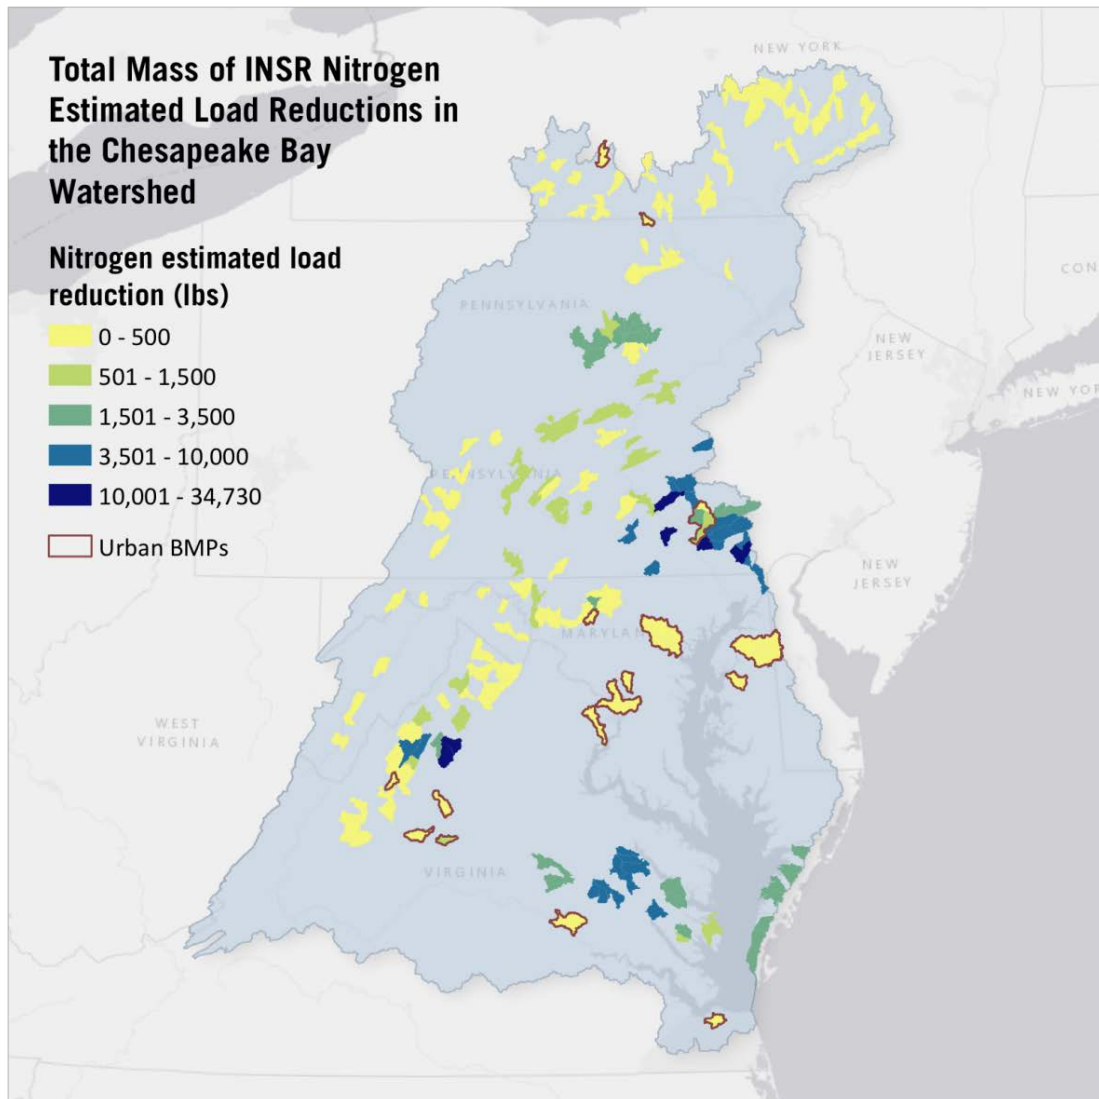 Total Mass of INSR Nitrogen
Estimated Load Reductions in
the Chesapeake Bay
Watershed
Nitrogen estimated load
reduction (lbs)
0 - 500
501 - 1,500
1,501 - 3,500
3,501 - 10,000
10,001 - 34,730
Urban BMPs
NEW YORK
CON
PENNSYLVANIA
NEW
JERSEY
NEW YOR
PENNSYLVANIA
NEW
JERSEY
MARYLAN
WEST
VIRGINIA
VIRGINIA